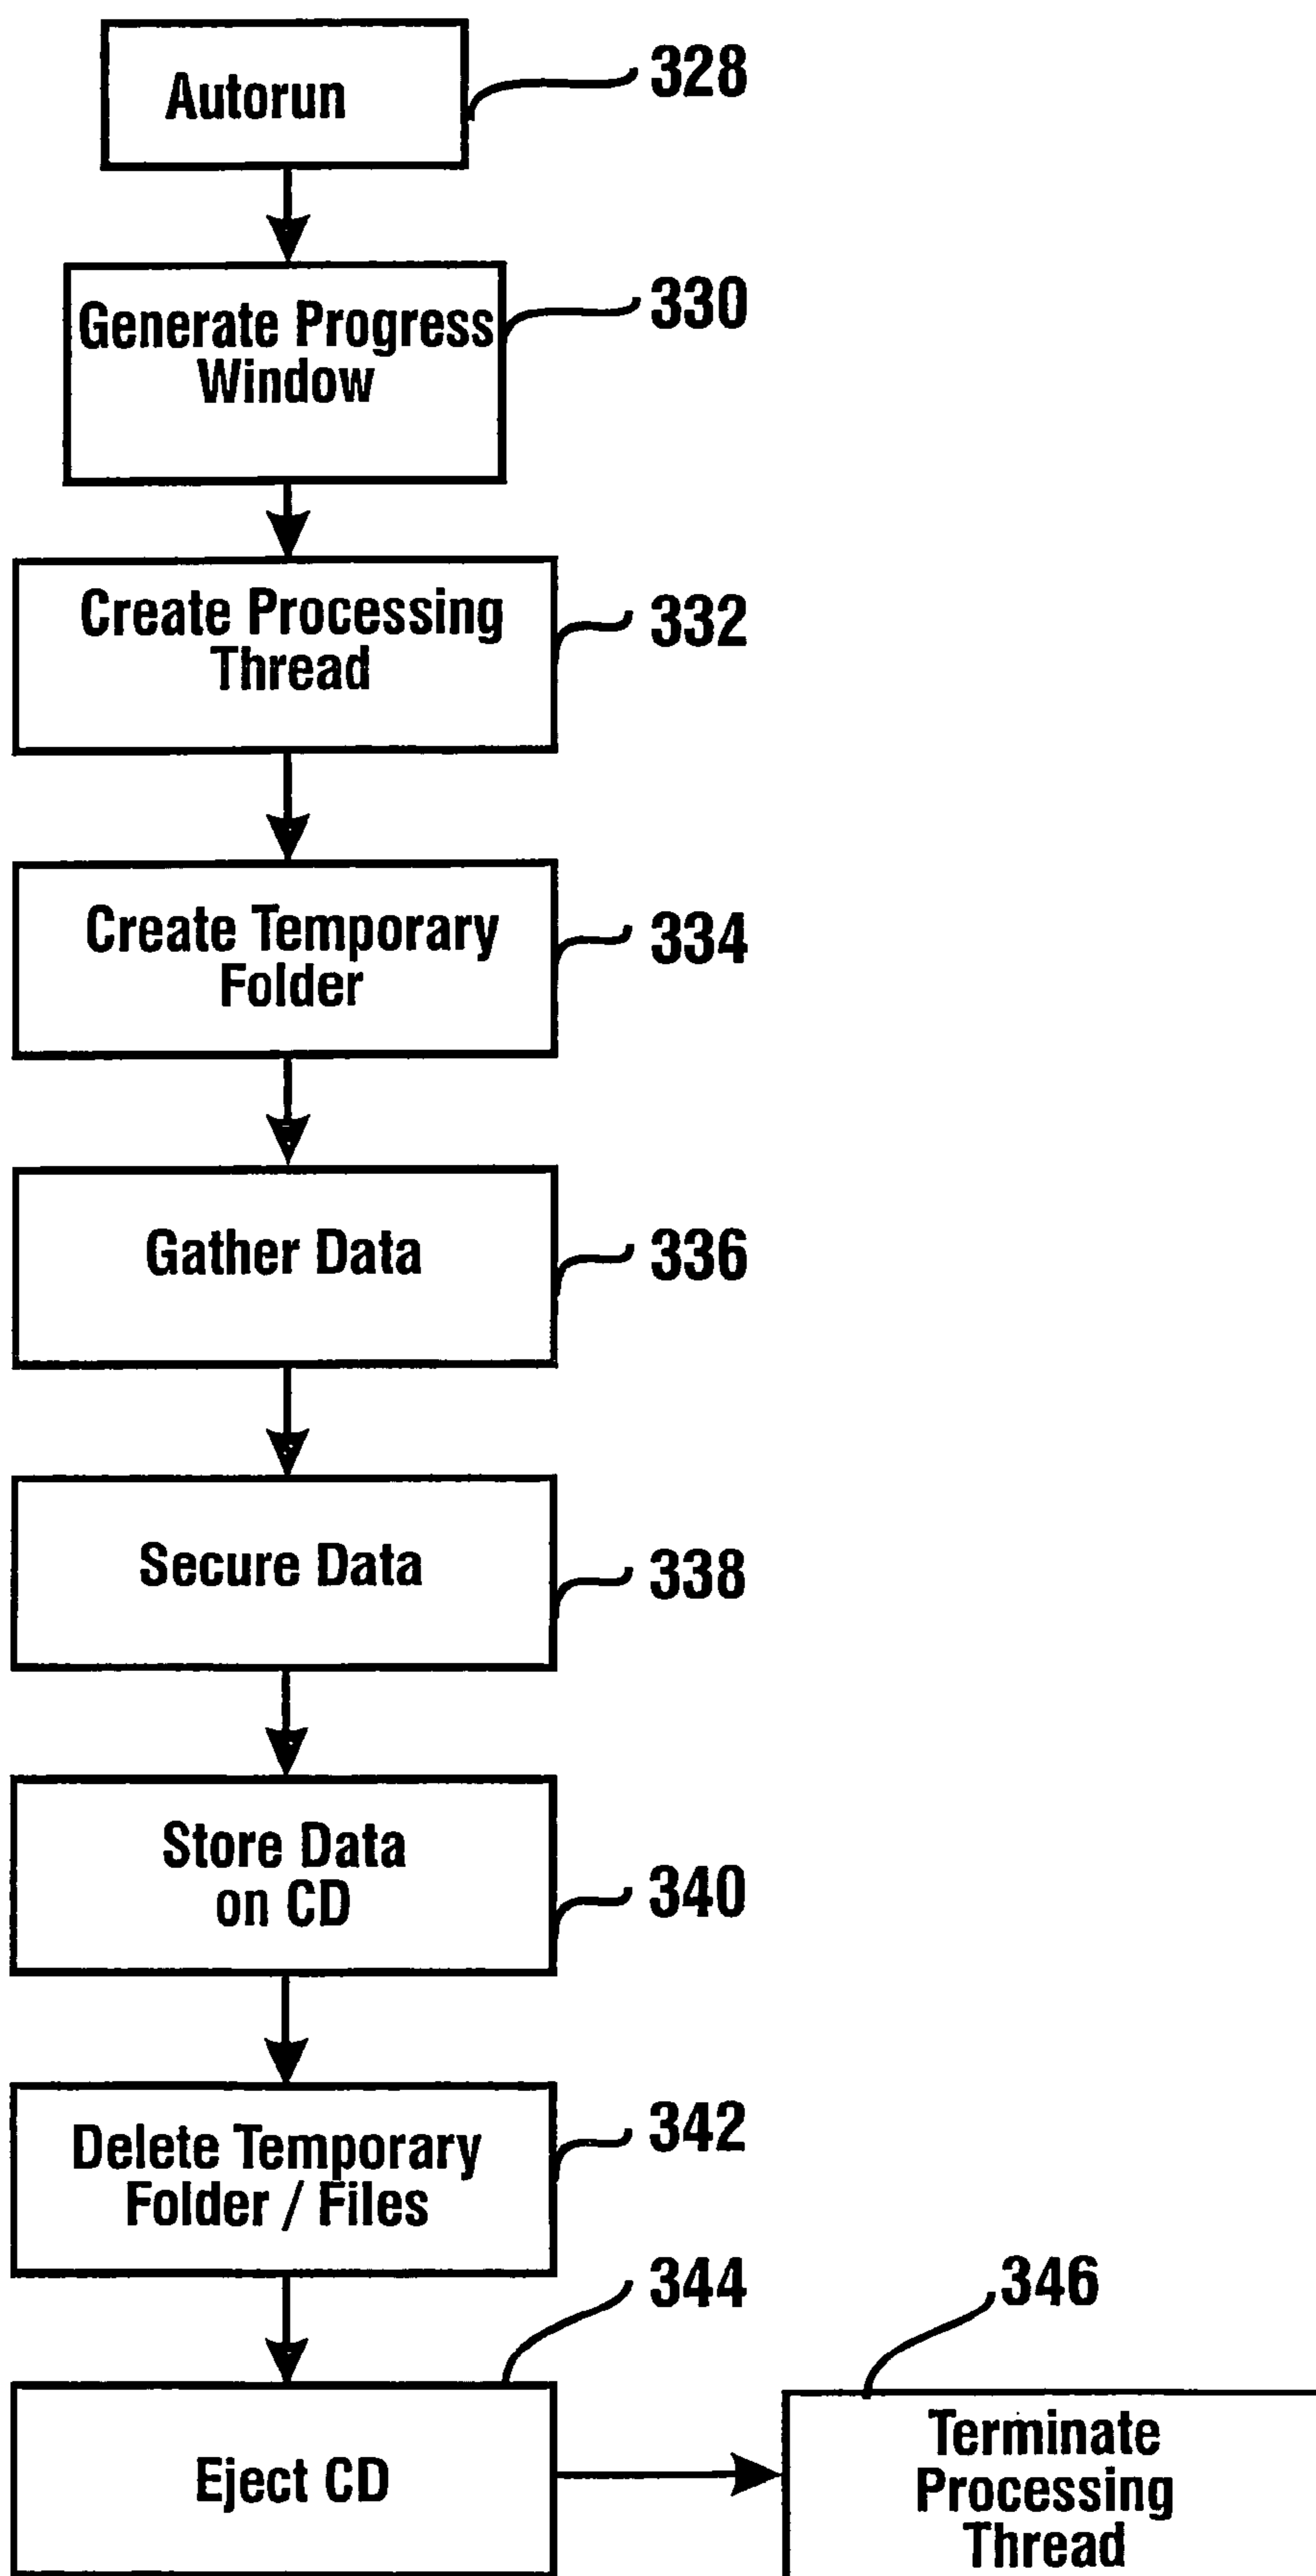 Autorun
328
Generate Progress
Window
330
Create Processing
Thread
332
Create Temporary
Folder
334
Gather Data
336
Secure Data
338
Store Data
on CD
340
Delete Temporary
Folder / Files
342
344
346
Eject CD
Terminate
Processing
Thread